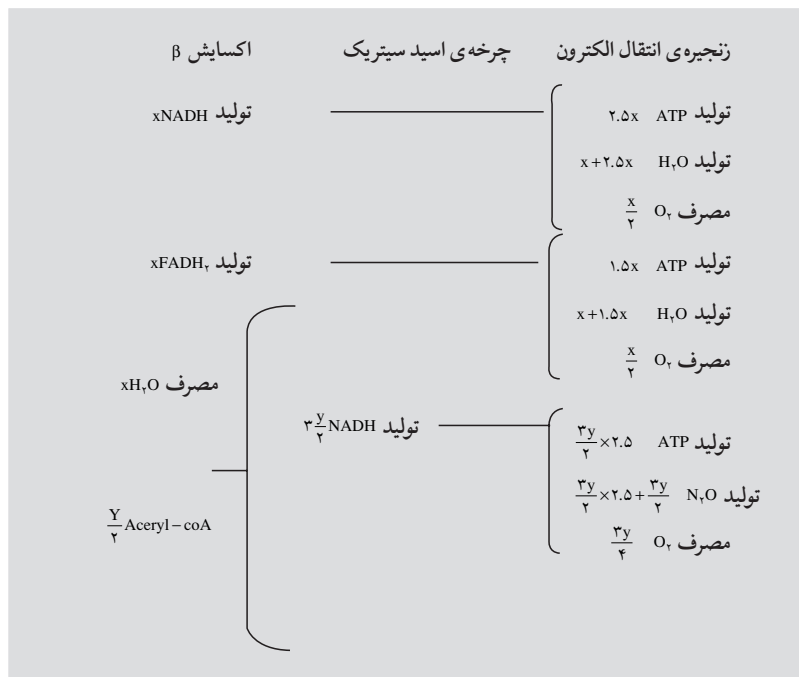 زنجیره‌ی انتقال الکترون چرخه‌ی اسید سیتریک اکسایش β
تولید ATP ۲.۵x تولید xNADH
تولید H۲O x+۲.۵x
مصرف O۲ x/۲
تولید ATP ۱.۵x تولید xFADH۲
تولید H۲O x+۱.۵x
مصرف O۲ x/۲
مصرف xH۲O
تولید ۳ y/۲ NADH
تولید ATP ۳y/۲×۲.۵
تولید N۲O ۳y/۲×۲.۵+۳y/۲
Y/۲ Aceryl-coA
مصرف O۲ ۳y/۴